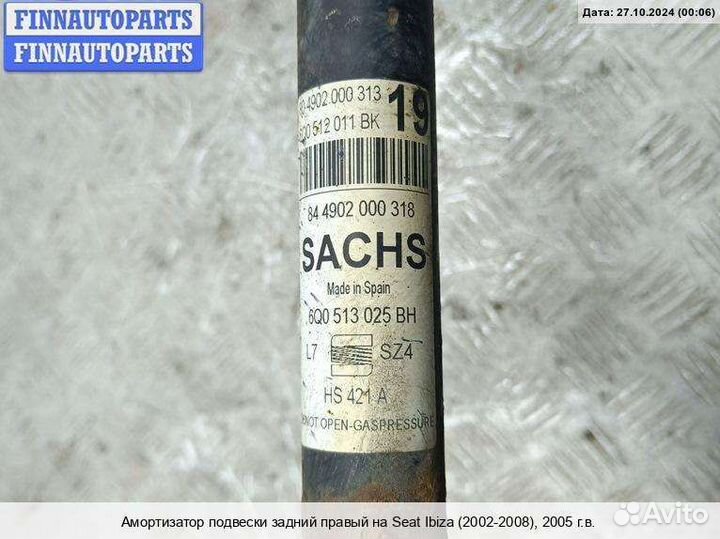 FINNAUTOPARTS
FINNAUTOPARTS
Дата: 27.10.2024 (00:06)
4902 000 313
512 011 BK
19
84 4902 000 318
SACHS
Made in Spain
6Q0 513 025 BH
L7
SZ4
HS 421 A
NOT OPEN-GASPRESSURE
Амортизатор подвески задний правый на Seat Ibiza (2002-2008), 2005 г.в.
Avito